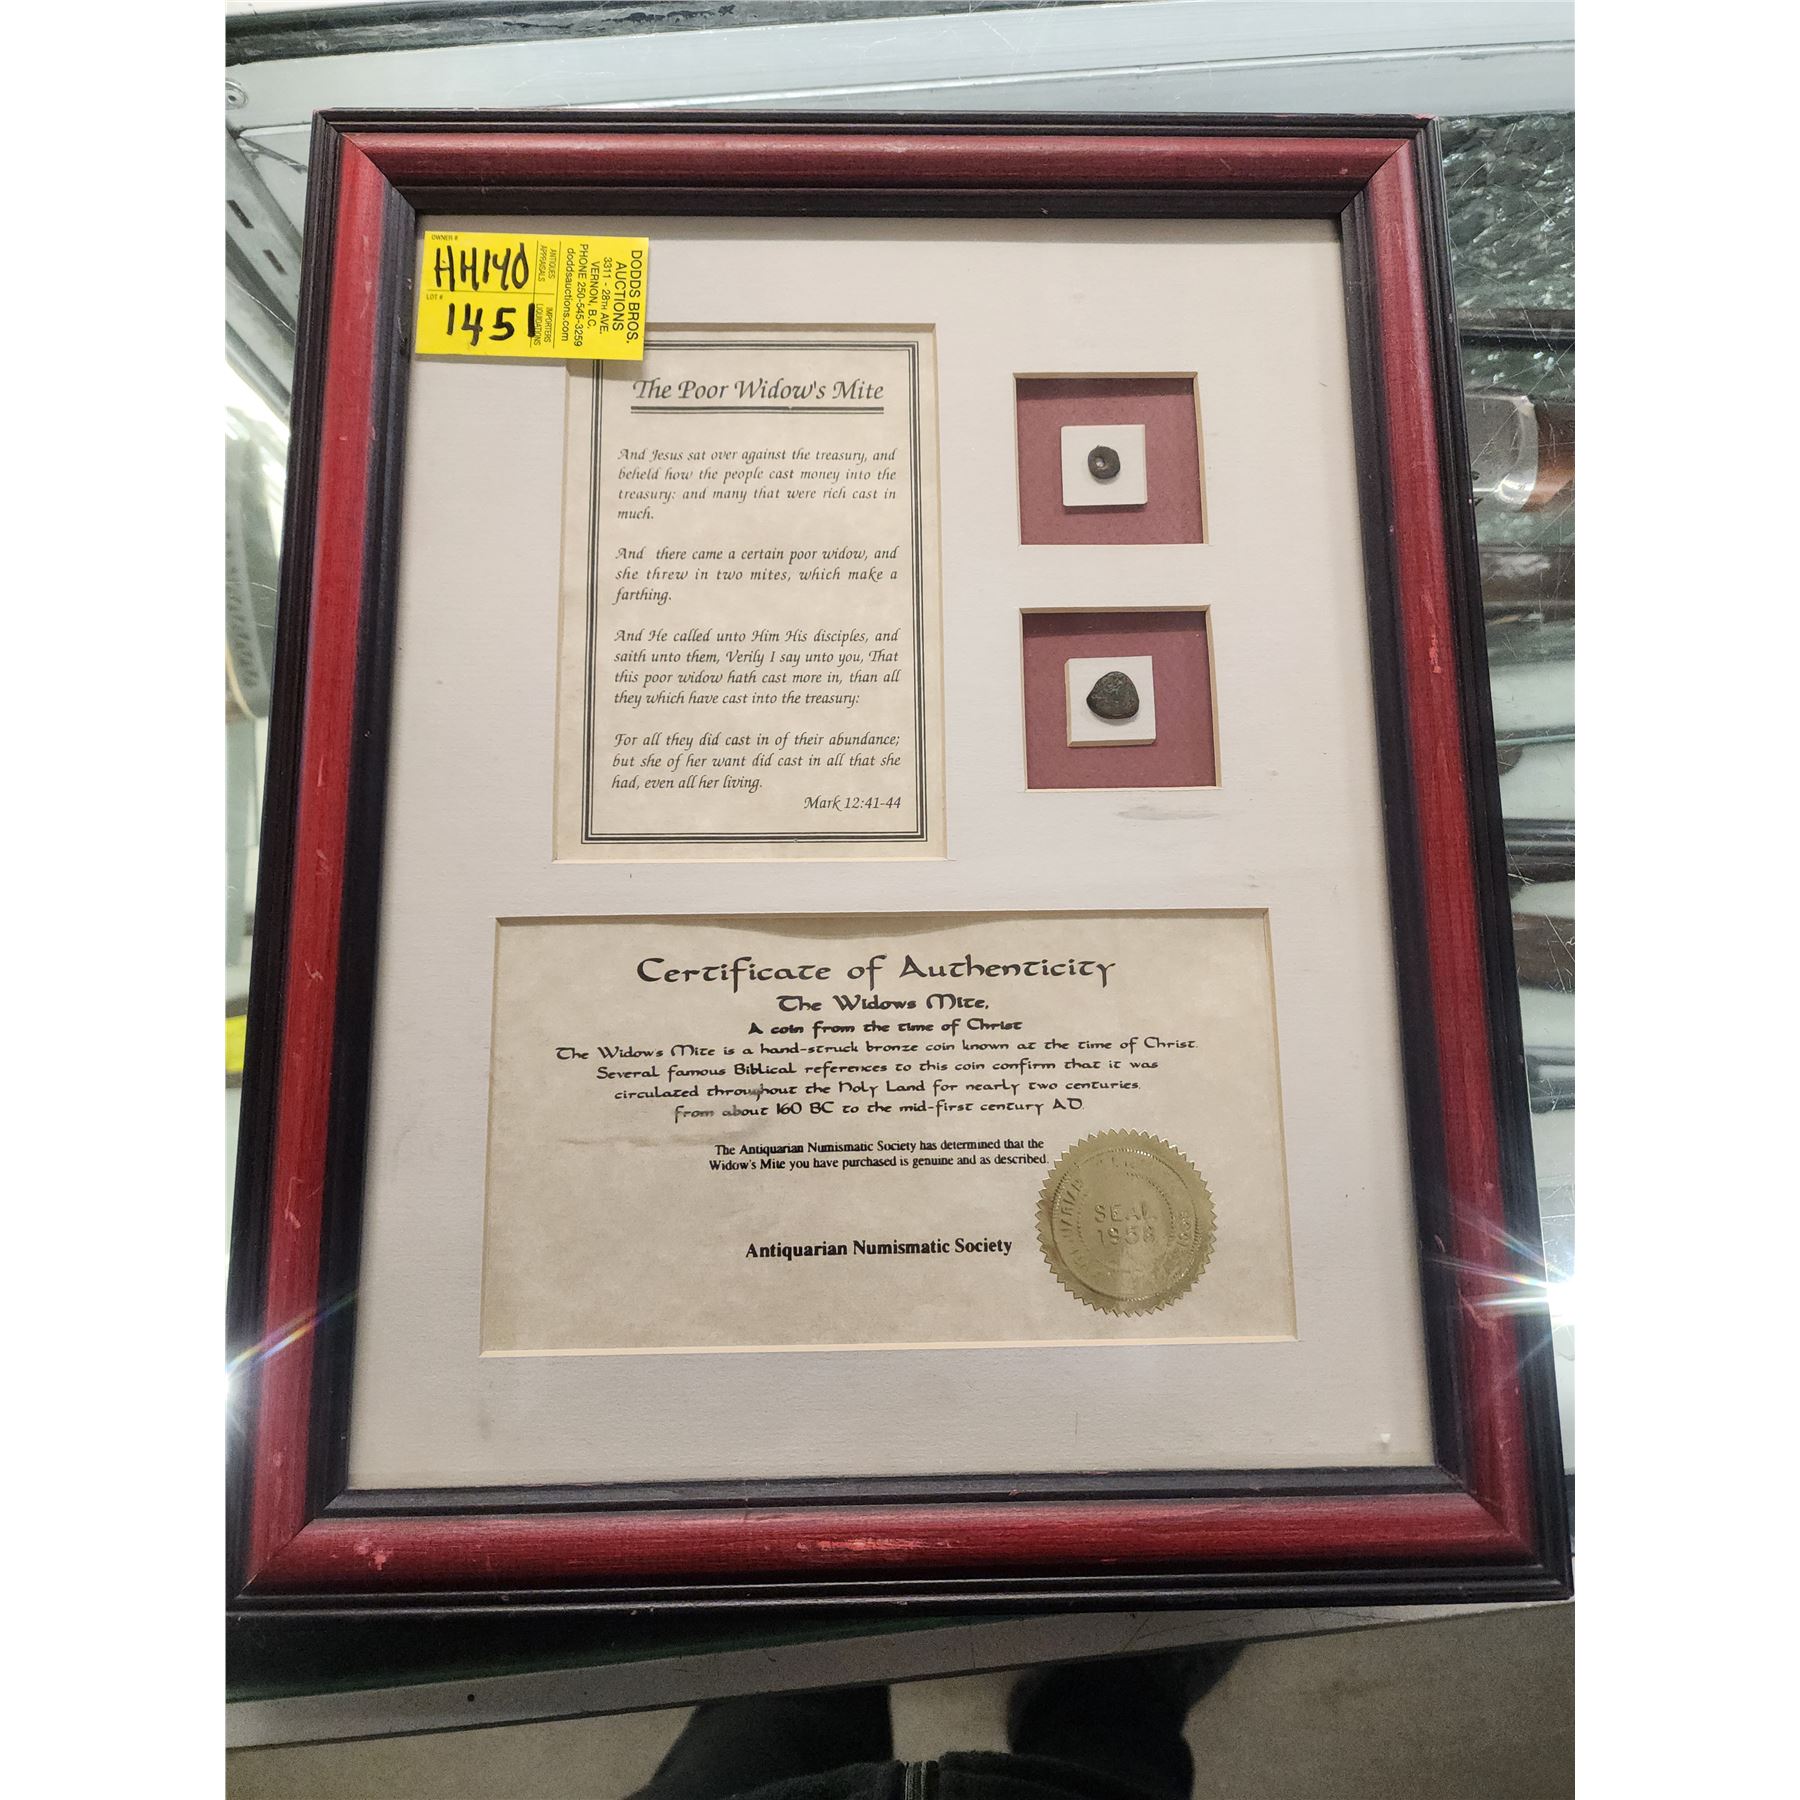 OWNER #
HH140
LOT #
1451
ANTIQUES
APPRAISALS
IMPORTERS
LIQUIDATIONS
DODDS BROS.
AUCTIONS
3311 - 28TH AVE.
VERNON, B.C.
PHONE 250-545-3259
doddsauctions.com
The Poor Widow's Mite
And Jesus sat over against the treasury, and
beheld how the people cast money into the
treasury: and many that were rich cast in
much.
And there came a certain poor widow, and
she threw in two mites, which make a
farthing.
And He called unto Him His disciples, and
saith unto them, Verily I say unto you, That
this poor widow hath cast more in, than all
they which have cast into the treasury:
For all they did cast in of their abundance;
but she of her want did cast in all that she
had, even all her living.
Mark 12:41-44
Certificate of Authenticity
The Widows Mite,
A coin from the time of Christ
The Widow's Mite is a hand-struck bronze coin known at the time of Christ.
Several famous Biblical references to this coin confirm that it was
circulated throughout the Holy Land for nearly two centuries,
from about 160 BC to the mid-first century AD.
The Antiquarian Numismatic Society has determined that the
Widow's Mite you have purchased is genuine and as described.
Antiquarian Numismatic Society
SEAL